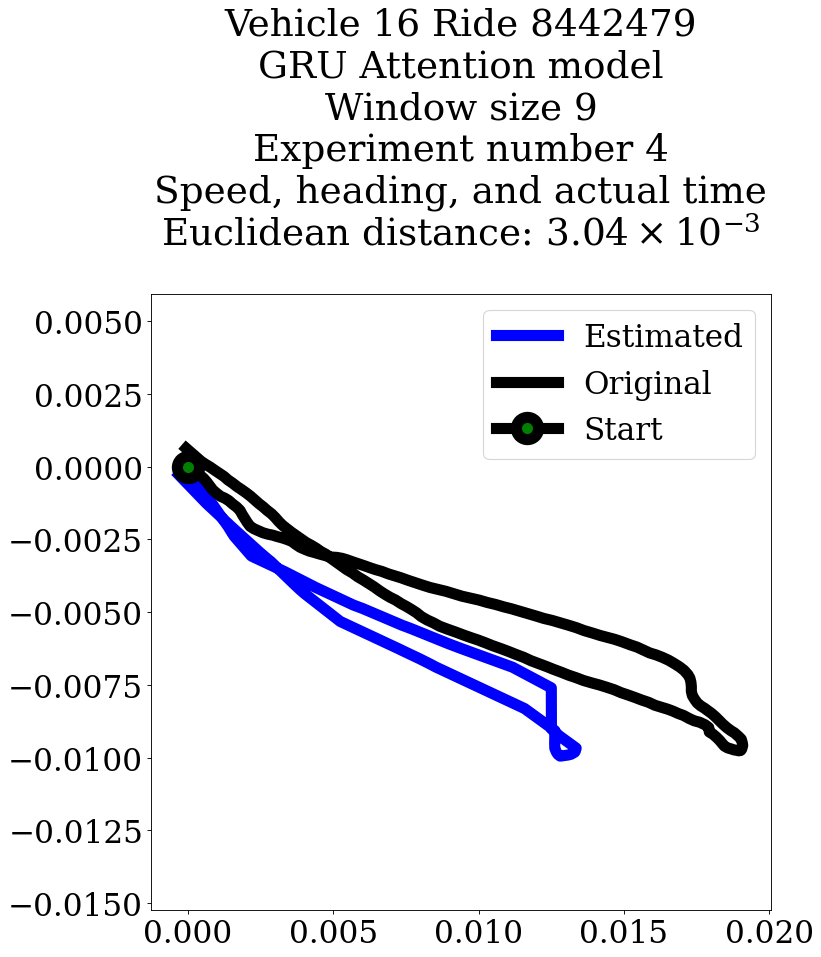 Vehicle 16 Ride 8442479
GRU Attention model
Window size 9
Experiment number 4
Speed, heading, and actual time
Euclidean distance: 3.04 × 10⁻³
Estimated
Original
Start
0.0050
0.0025
0.0000
−0.0025
−0.0050
−0.0075
−0.0100
−0.0125
−0.0150
0.000 0.005 0.010 0.015 0.020